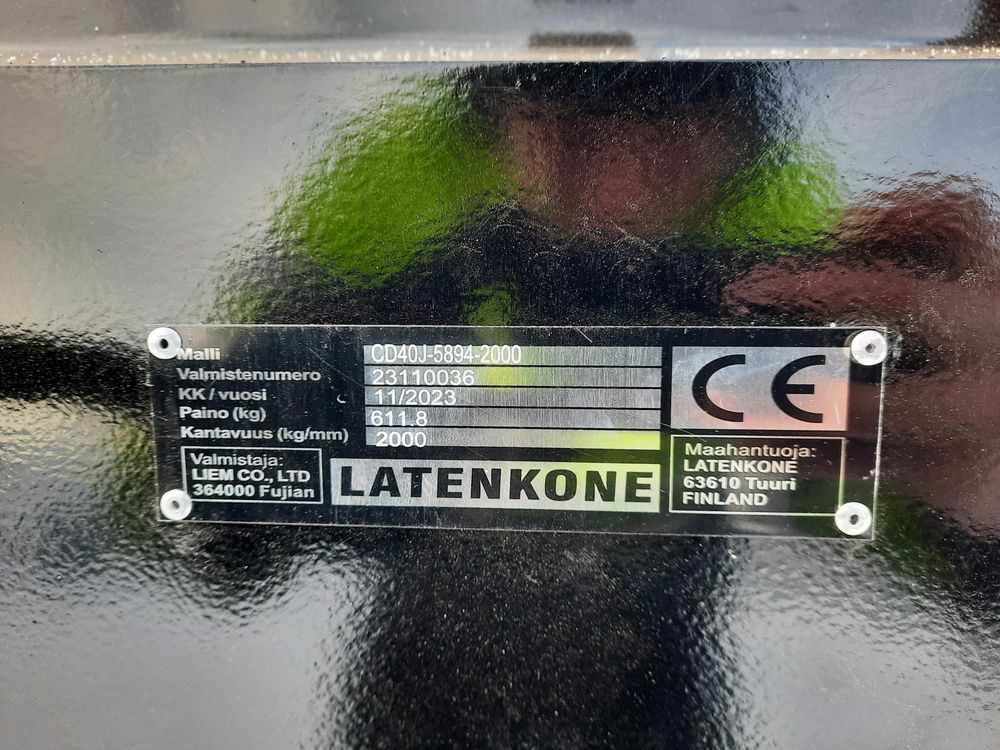 Malli CD40J-5894-2000
Valmistenumero 23110036
KK / vuosi 11/2023
Paino (kg) 611.8
Kantavuus (kg/mm) 2000
CE
Valmistaja:
LIEM CO., LTD
364000 Fujian
LATENKONE
Maahantuoja:
LATENKONE
63610 Tuuri
FINLAND